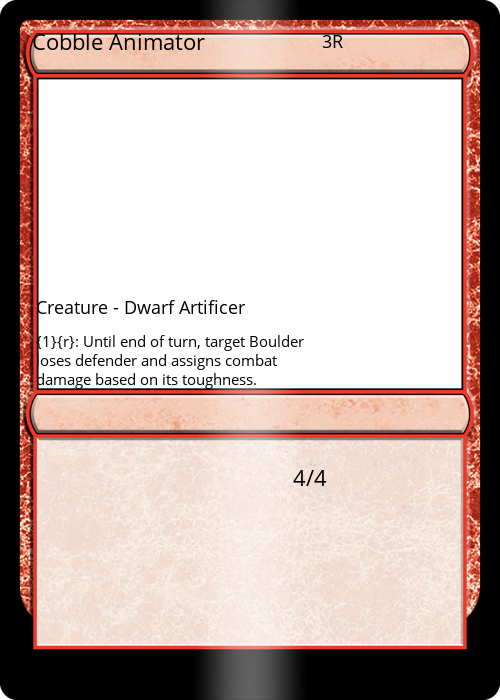 Cobble Animator 3R
Creature - Dwarf Artificer
{1}{r}: Until end of turn, target Boulder
loses defender and assigns combat
damage based on its toughness.
4/4